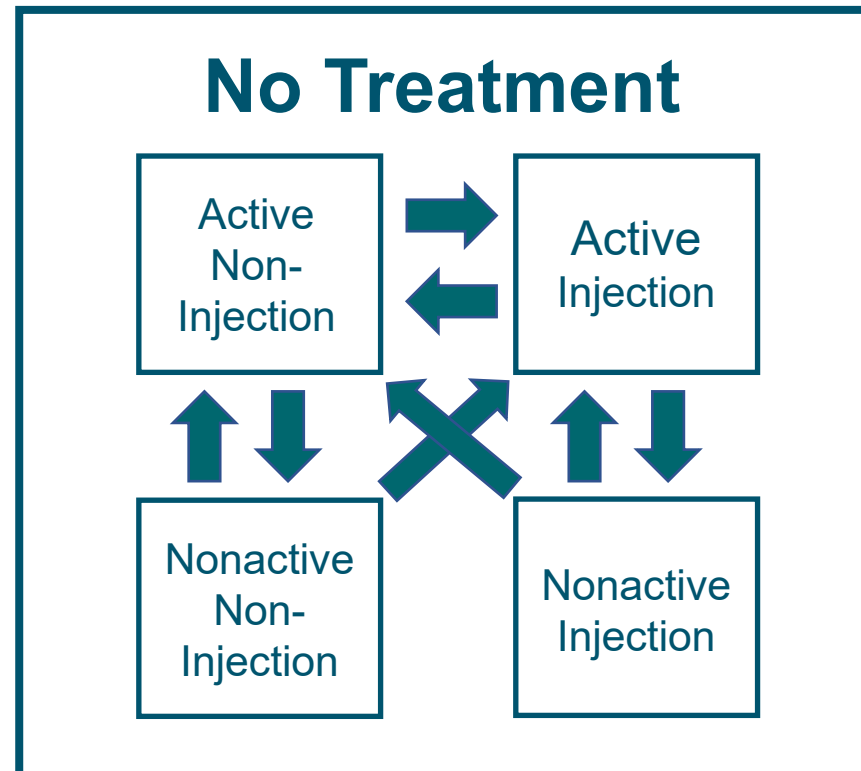 No Treatment
Active
Non-
Injection
Active
Injection
Nonactive
Non-
Injection
Nonactive
Injection